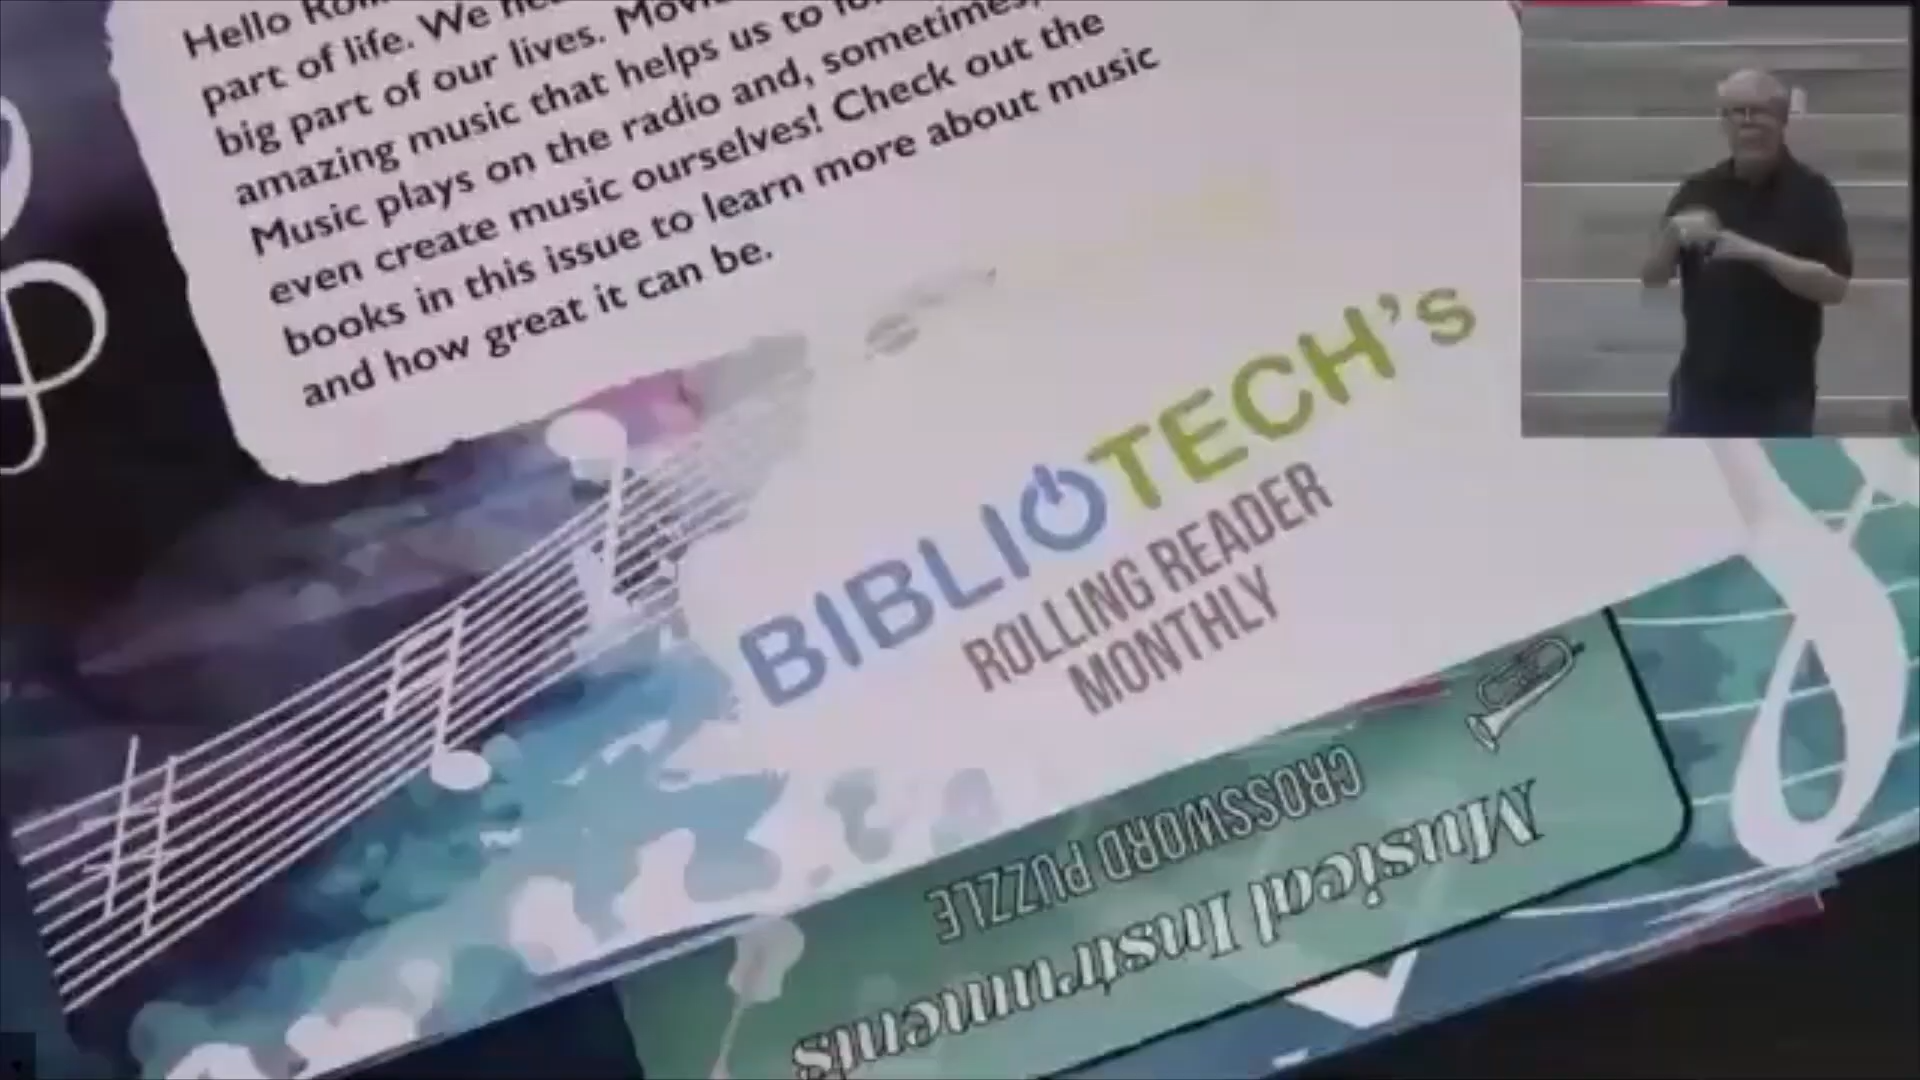 Hello
part of life. We
big part of our lives.
amazing music that helps us to
Music plays on the radio and, sometimes,
even create music ourselves! Check out the
books in this issue to learn more about music
and how great it can be.
BIBLIOTECH's
ROLLING READER
MONTHLY
Musical Instruments
CROSSWORD PUZZLE